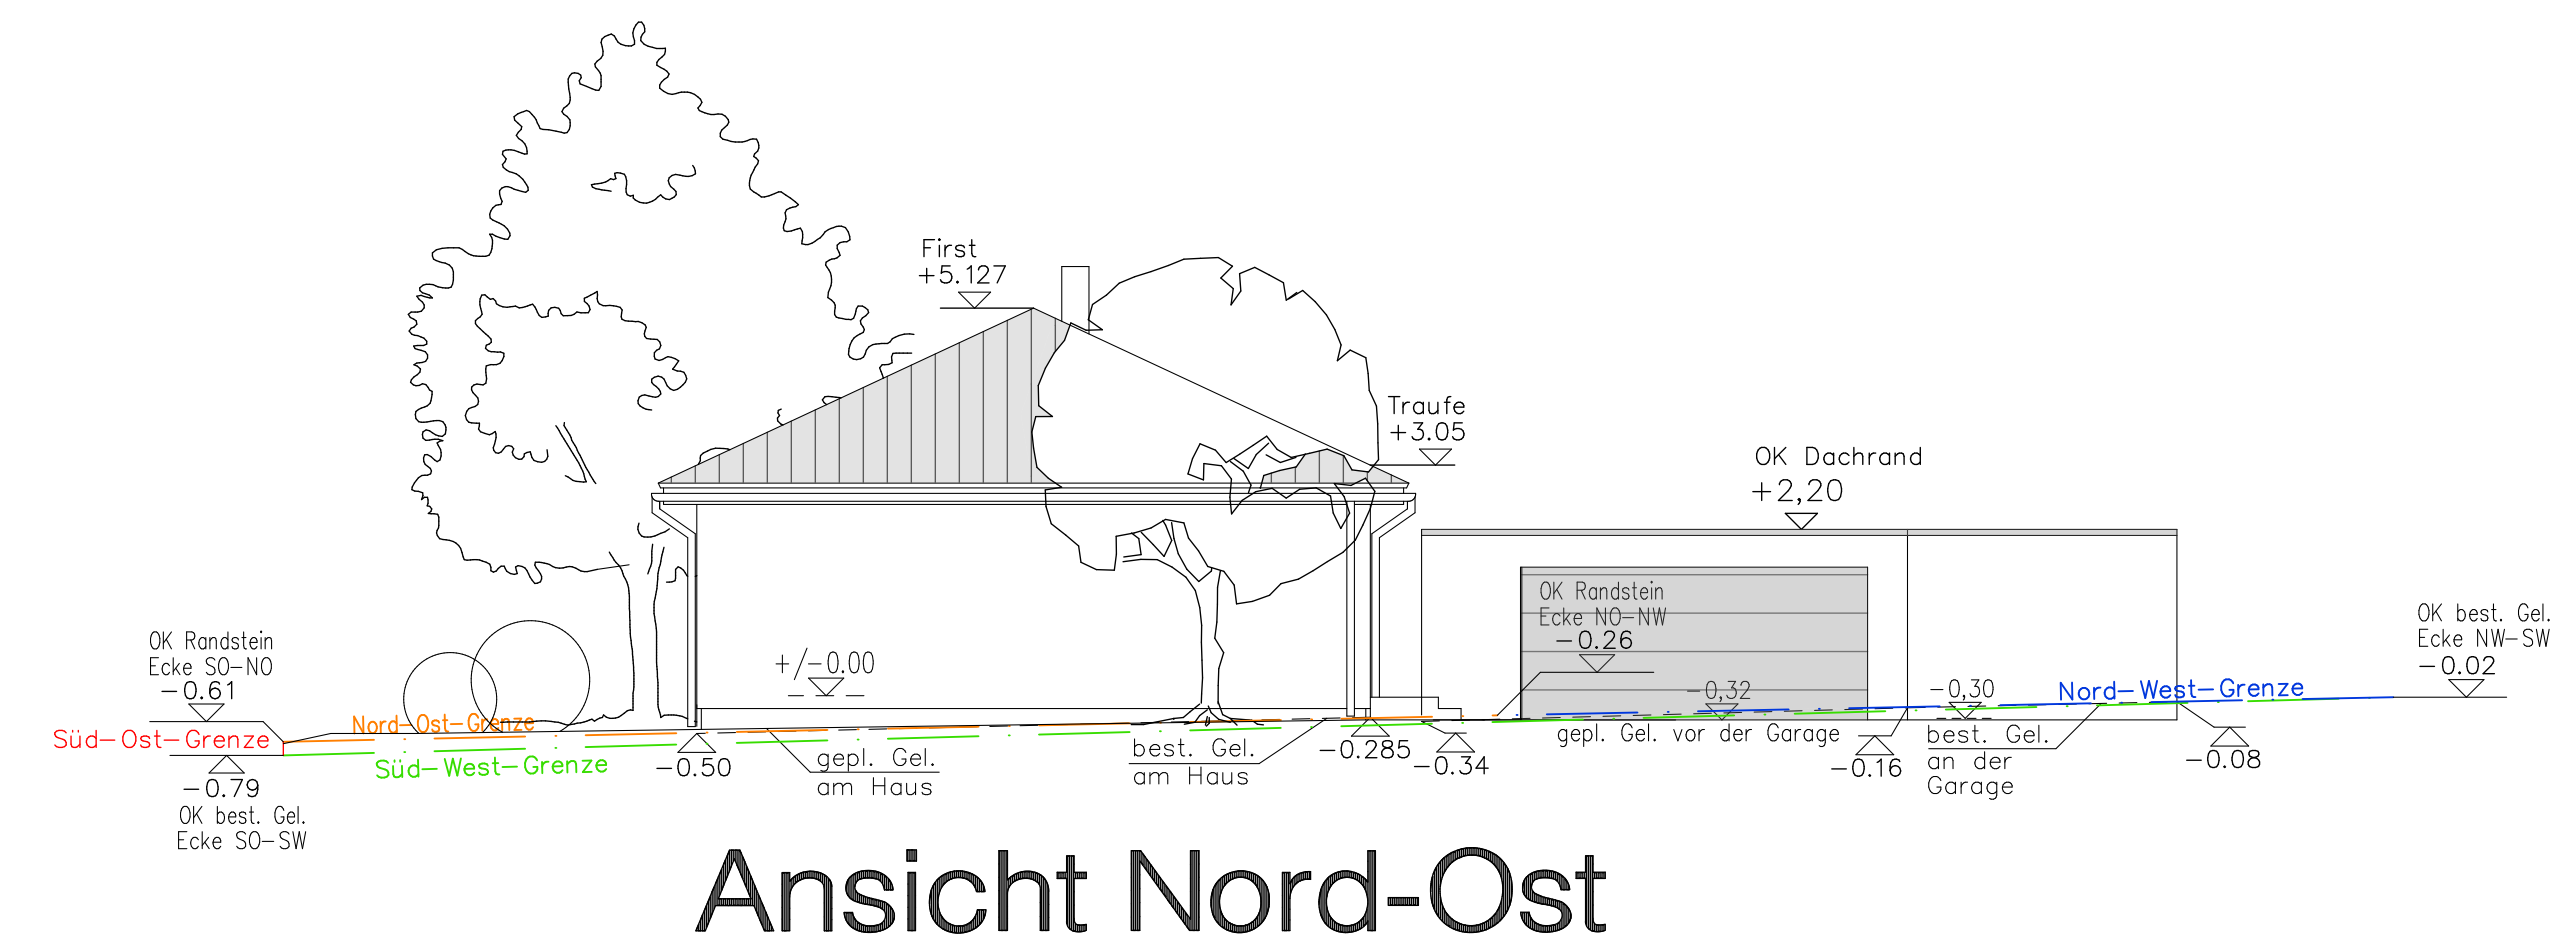 First
+5.127
Traufe
+3.05
OK Dachrand
+2,20
OK Randstein
Ecke NO-NW
-0.26
OK Randstein
Ecke SO-NO
-0.61
+/-0.00
OK best. Gel.
Ecke NW-SW
-0.02
-0,32
-0,30
Nord-West-Grenze
Nord-Ost-Grenze
Süd-Ost-Grenze
Süd-West-Grenze
-0.79
OK best. Gel.
Ecke SO-SW
-0.50
gepl. Gel.
am Haus
best. Gel.
am Haus
-0.285
-0.34
gepl. Gel. vor der Garage
-0.16
best. Gel.
an der
Garage
-0.08
Ansicht Nord-Ost